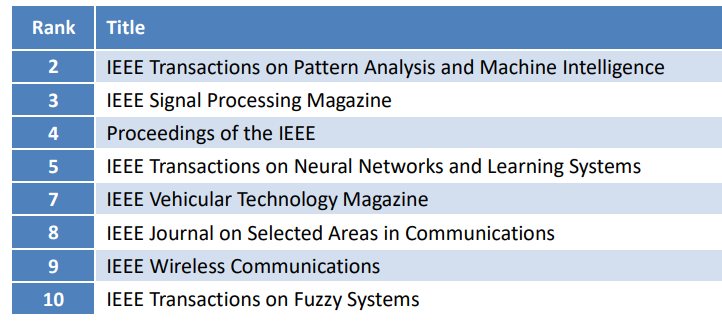 Rank Title
2 IEEE Transactions on Pattern Analysis and Machine Intelligence
3 IEEE Signal Processing Magazine
4 Proceedings of the IEEE
5 IEEE Transactions on Neural Networks and Learning Systems
7 IEEE Vehicular Technology Magazine
8 IEEE Journal on Selected Areas in Communications
9 IEEE Wireless Communications
10 IEEE Transactions on Fuzzy Systems